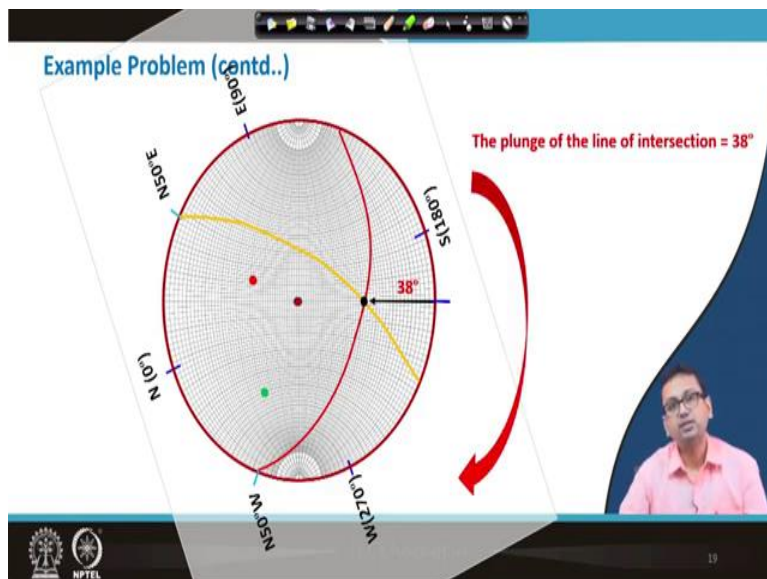 Example Problem (contd..)
E(90°)
N50°E
The plunge of the line of intersection = 38°
S(180°)
38°
N (0°)
N50°W
W(270°)
NPTEL
19